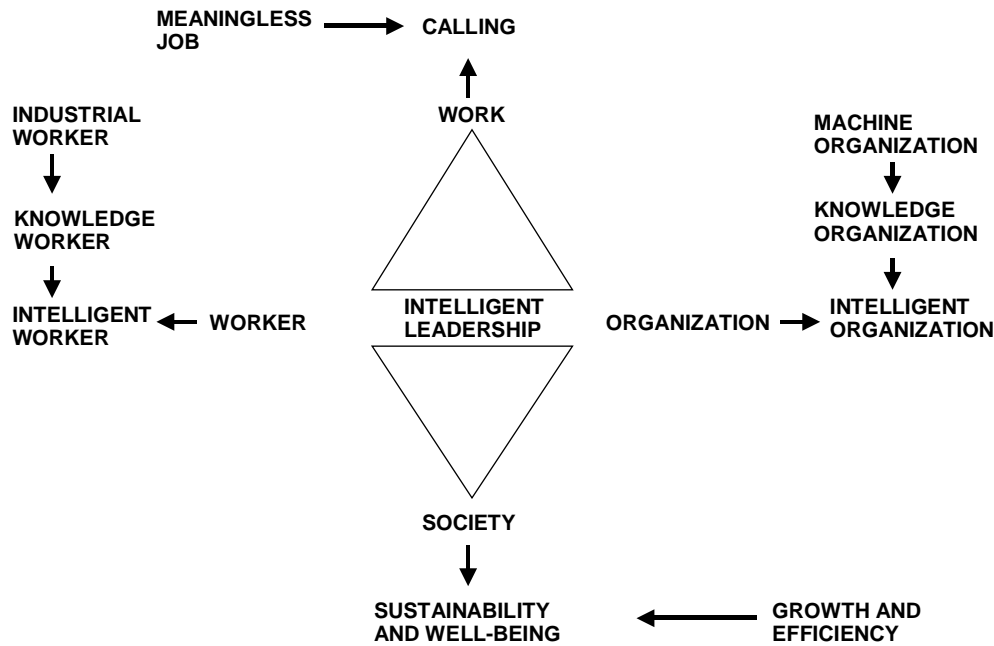 MEANINGLESS
JOB
CALLING
INDUSTRIAL
WORKER
WORK
MACHINE
ORGANIZATION
KNOWLEDGE
WORKER
KNOWLEDGE
ORGANIZATION
INTELLIGENT
WORKER
WORKER
INTELLIGENT
LEADERSHIP
ORGANIZATION
INTELLIGENT
ORGANIZATION
SOCIETY
SUSTAINABILITY
AND WELL-BEING
GROWTH AND
EFFICIENCY